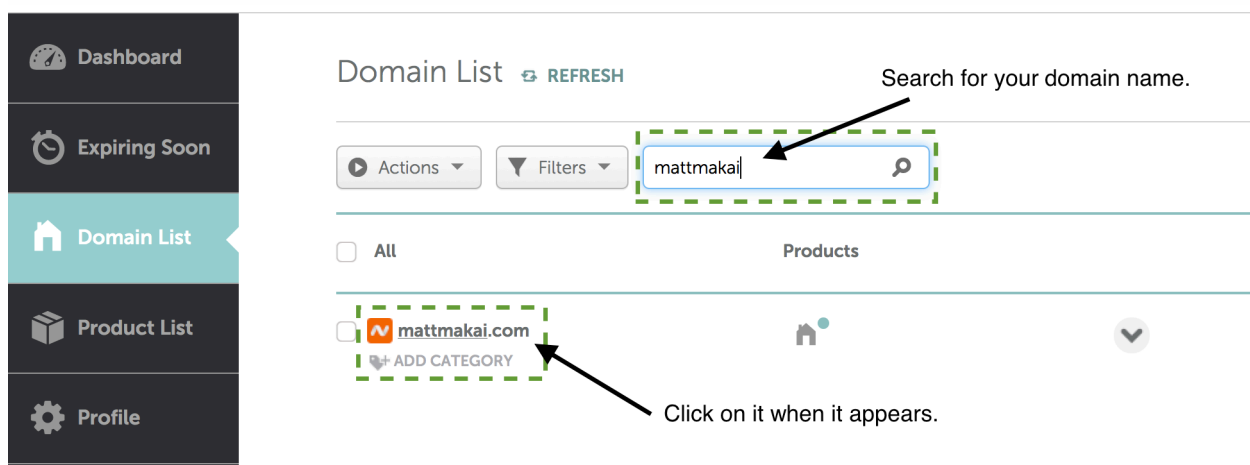 Dashboard
Expiring Soon
Domain List
Product List
Profile
Domain List REFRESH
Search for your domain name.
Actions Filters mattmakai
All Products
mattmakai.com
ADD CATEGORY
Click on it when it appears.